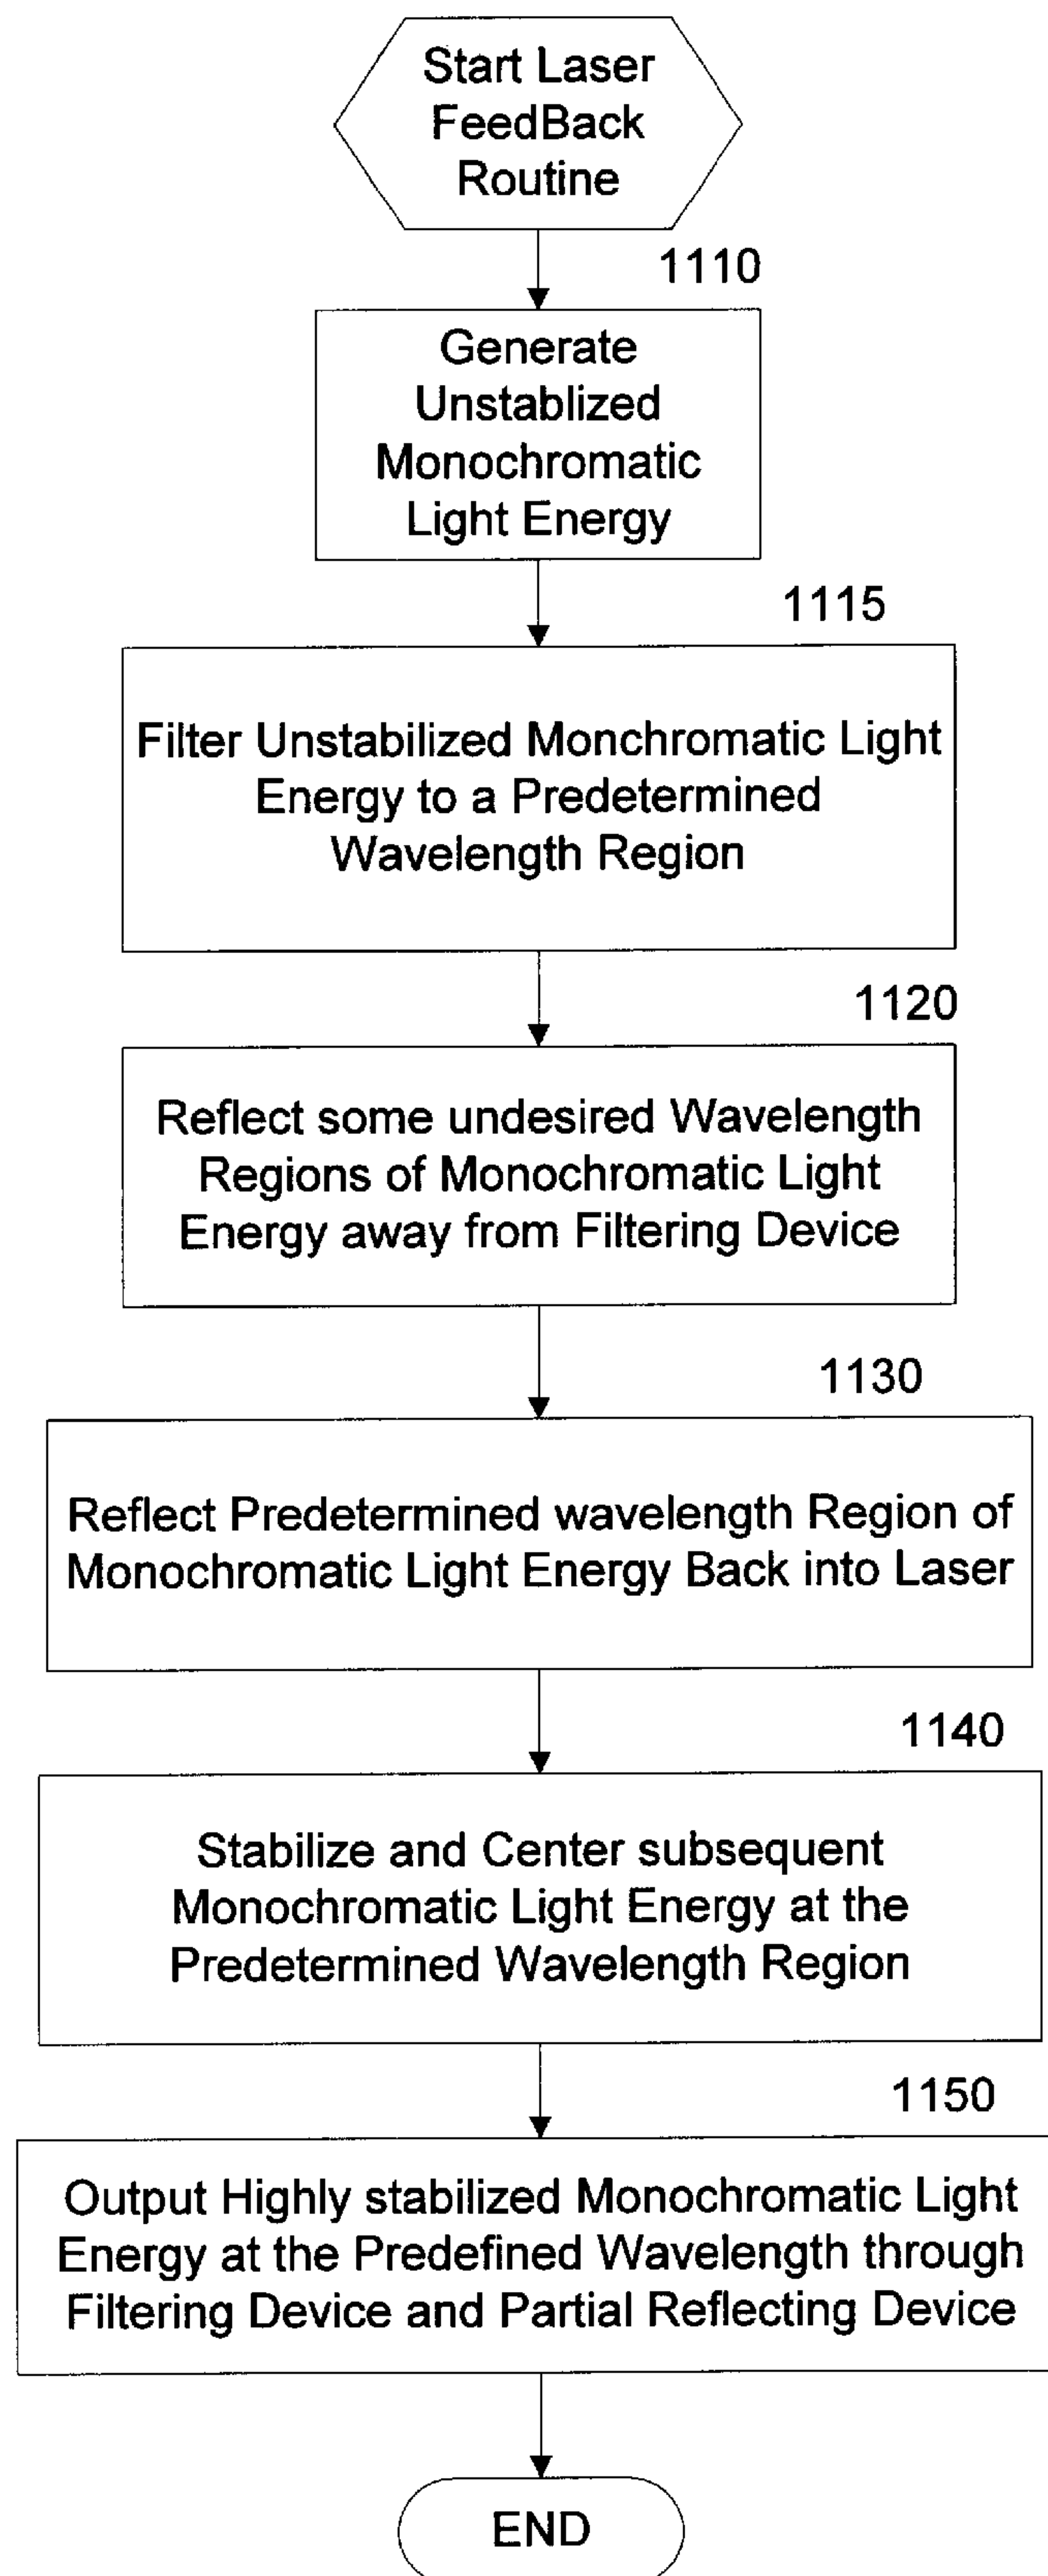 Start Laser
FeedBack
Routine
1110
Generate
Unstablized
Monochromatic
Light Energy
1115
Filter Unstabilized Monchromatic Light
Energy to a Predetermined
Wavelength Region
1120
Reflect some undesired Wavelength
Regions of Monochromatic Light
Energy away from Filtering Device
1130
Reflect Predetermined wavelength Region of
Monochromatic Light Energy Back into Laser
1140
Stabilize and Center subsequent
Monochromatic Light Energy at the
Predetermined Wavelength Region
1150
Output Highly stabilized Monochromatic Light
Energy at the Predefined Wavelength through
Filtering Device and Partial Reflecting Device
END